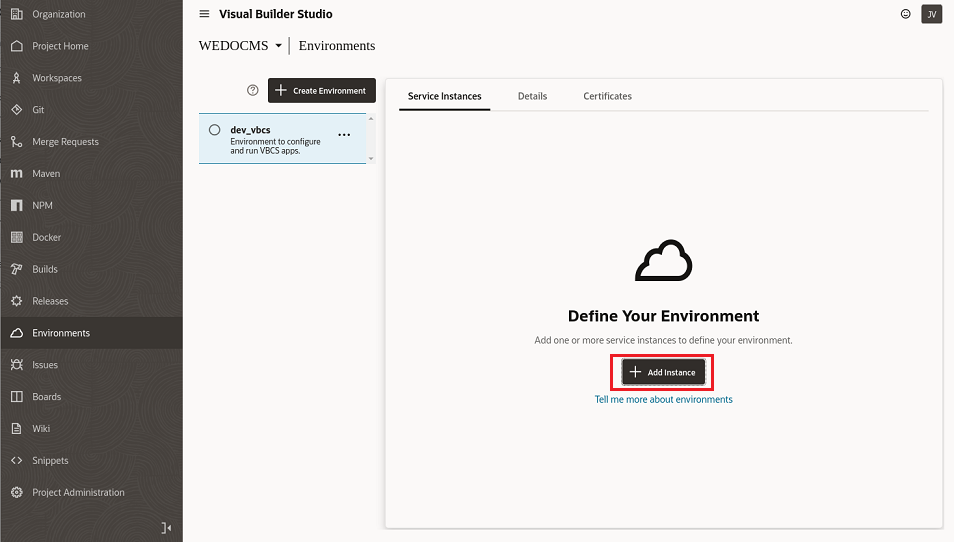 Organization
Project Home
Workspaces
Git
Merge Requests
Maven
NPM
Docker
Builds
Releases
Environments
Issues
Boards
Wiki
Snippets
Project Administration
Visual Builder Studio
JV
WEDOCMS
Environments
Create Environment
dev_vbcs
Environment to configure
and run VBCS apps.
Service Instances
Details
Certificates
Define Your Environment
Add one or more service instances to define your environment.
Add Instance
Tell me more about environments